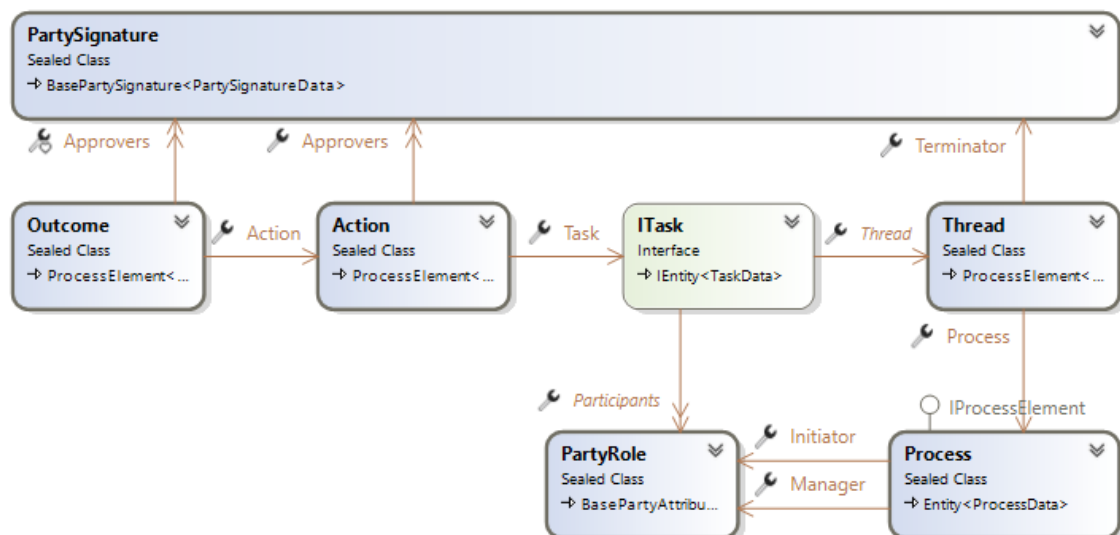 PartySignature
Sealed Class
BasePartySignature<PartySignatureData>
Approvers
Approvers
Terminator
Outcome
Sealed Class
ProcessElement<...
Action
Action
Sealed Class
ProcessElement<...
Task
ITask
Interface
IEntity<TaskData>
Thread
Thread
Sealed Class
ProcessElement<...
Process
Participants
IProcessElement
PartyRole
Sealed Class
BasePartyAttribu...
Initiator
Manager
Process
Sealed Class
Entity<ProcessData>